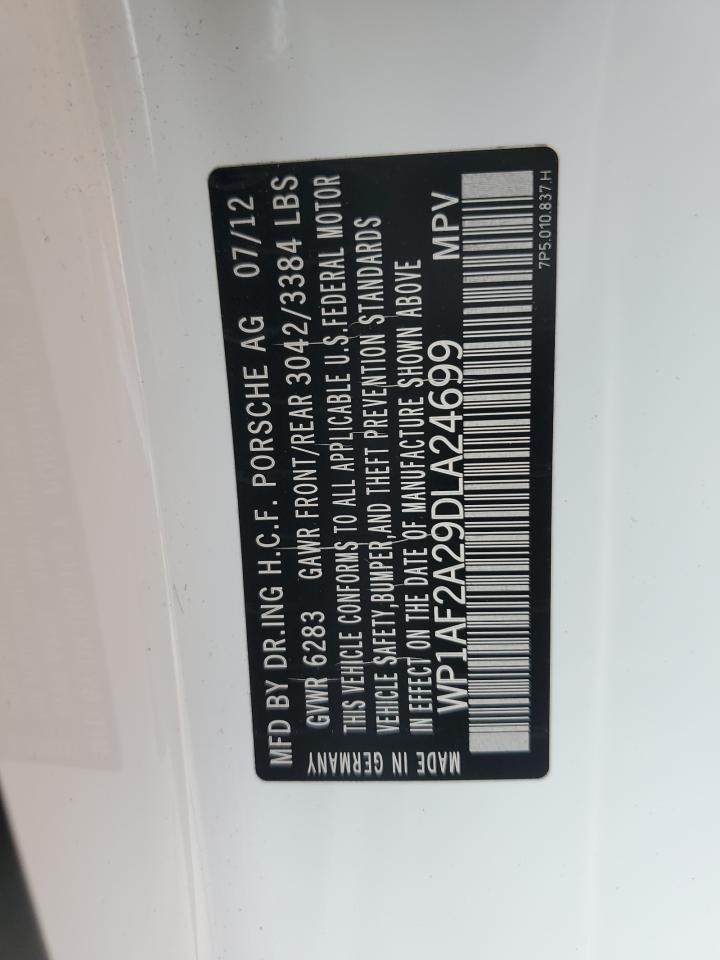 MFD BY DR.ING H.C.F. PORSCHE AG 07/12
GVWR 6283 GAWR FRONT/REAR 3042/3384 LBS
THIS VEHICLE CONFORMS TO ALL APPLICABLE U.S.FEDERAL MOTOR
VEHICLE SAFETY,BUMPER,AND THEFT PREVENTION STANDARDS
IN EFFECT ON THE DATE OF MANUFACTURE SHOWN ABOVE
WP1AF2A29DLA24699 MPV
MADE IN GERMANY
7P5.010.837.H